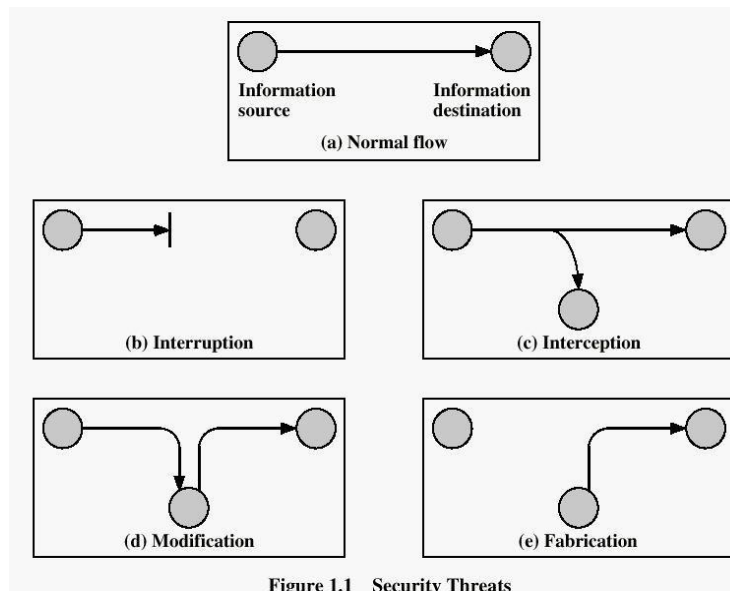 Information Information
source destination
(a) Normal flow
(b) Interruption
(c) Interception
(d) Modification
(e) Fabrication
Figure 1.1 Security Threats